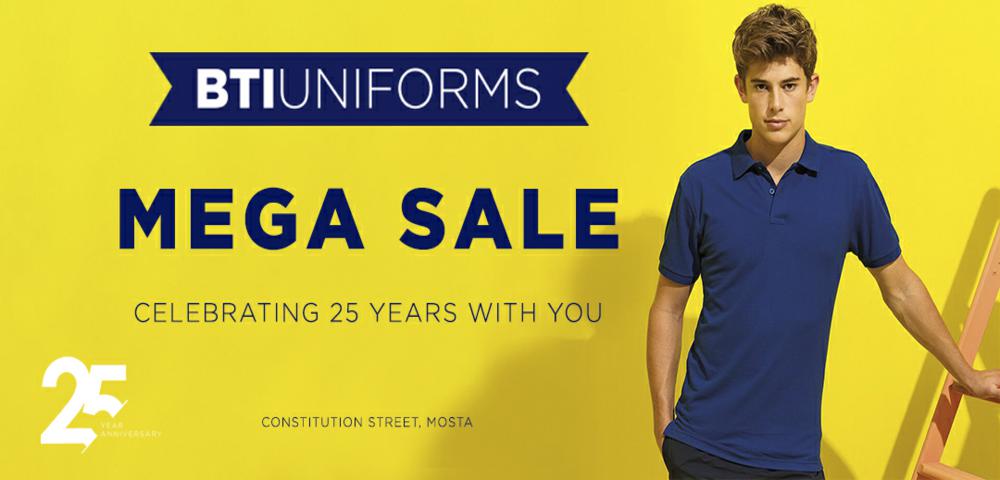 BTIUNIFORMS
MEGA SALE
CELEBRATING 25 YEARS WITH YOU
25
YEAR
ANNIVERSARY
CONSTITUTION STREET, MOSTA